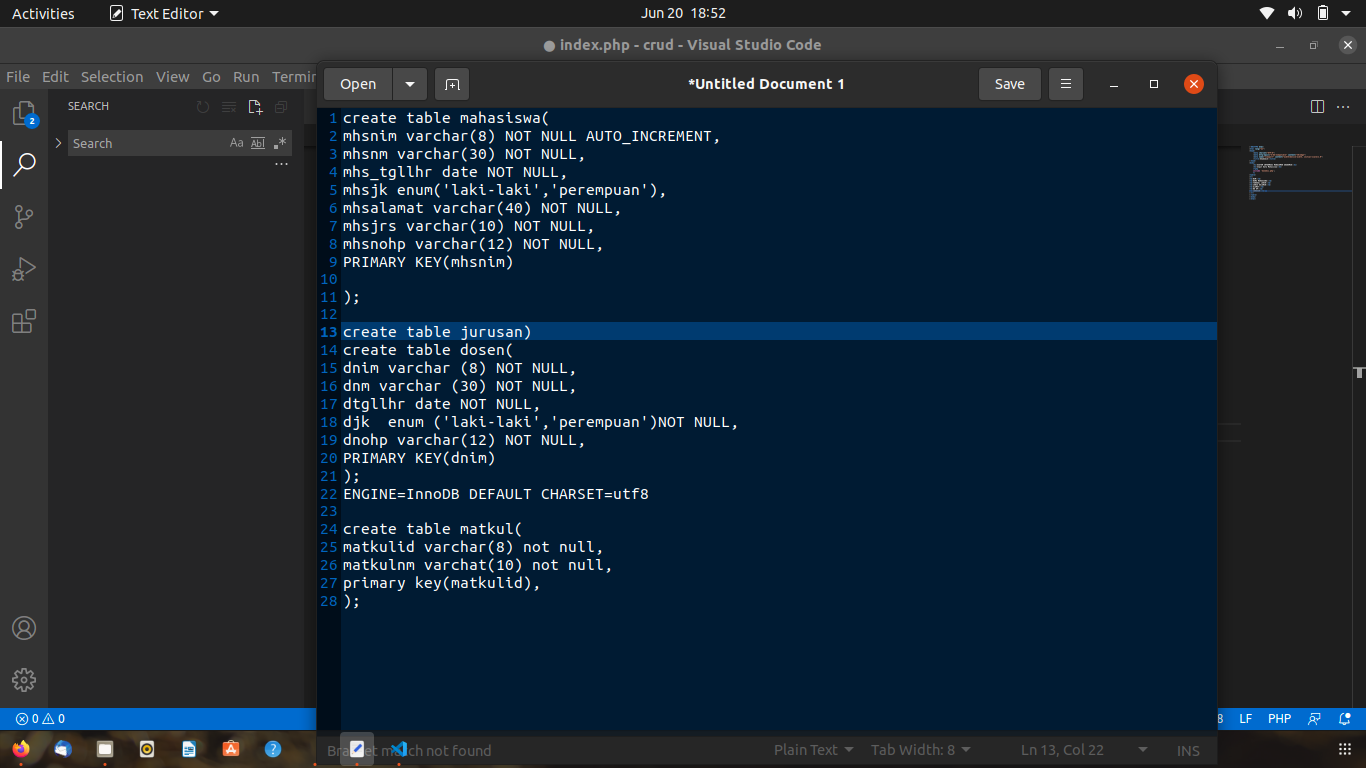 Activities
Text Editor
Jun 20 18:52
● index.php - crud - Visual Studio Code
File Edit Selection View Go Run Termin
SEARCH
Search
Aa Abl .*
2
Open
*Untitled Document 1
Save
1 create table mahasiswa(
2 mhsnim varchar(8) NOT NULL AUTO_INCREMENT,
3 mhsnm varchar(30) NOT NULL,
4 mhs_tgllhr date NOT NULL,
5 mhsjk enum('laki-laki','perempuan'),
6 mhsalamat varchar(40) NOT NULL,
7 mhsjrs varchar(10) NOT NULL,
8 mhsnohp varchar(12) NOT NULL,
9 PRIMARY KEY(mhsnim)
10
11 );
12
13 create table jurusan)
14 create table dosen(
15 dnim varchar (8) NOT NULL,
16 dnm varchar (30) NOT NULL,
17 dtgllhr date NOT NULL,
18 djk  enum ('laki-laki','perempuan')NOT NULL,
19 dnohp varchar(12) NOT NULL,
20 PRIMARY KEY(dnim)
21 );
22 ENGINE=InnoDB DEFAULT CHARSET=utf8
23
24 create table matkul(
25 matkulid varchar(8) not null,
26 matkulnm varchat(10) not null,
27 primary key(matkulid),
28 );
0 0
8 LF PHP
Bracket match not found
Plain Text
Tab Width: 8
Ln 13, Col 22
INS